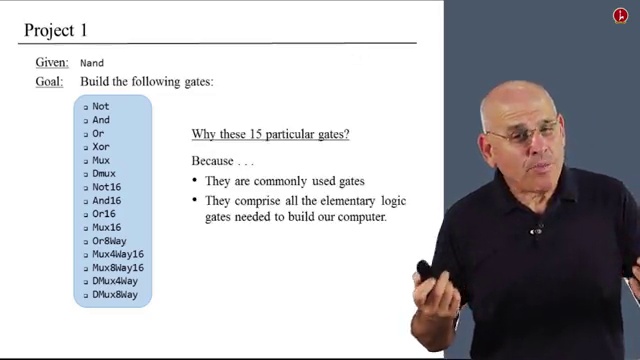 Project 1
Given: Nand
Goal: Build the following gates:
Not
And
Or
Xor
Mux
Dmux
Not16
And16
Or16
Mux16
Or8Way
Mux4Way16
Mux8Way16
DMux4Way
DMux8Way
Why these 15 particular gates?
Because . . .
• They are commonly used gates
• They comprise all the elementary logic
gates needed to build our computer.